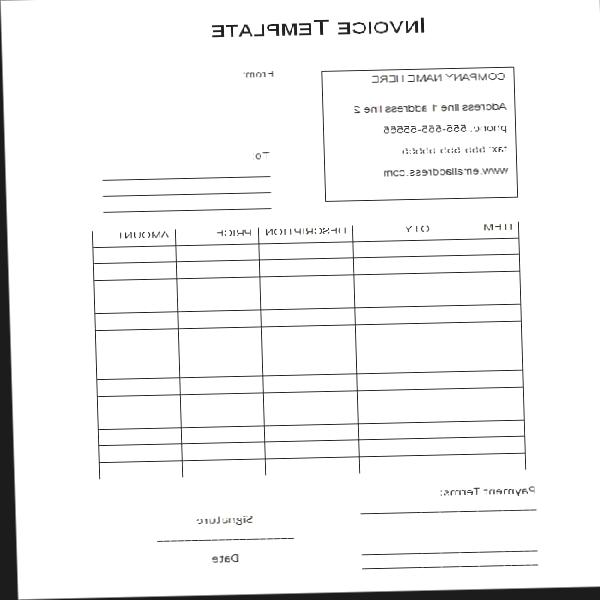 INVOICE TEMPLATE
COMPANY NAME HERE
Address line 1 address line 2
phone: 555-555-55555
fax: 555-555-55555
www.emailaddress.com
From:
To:
ITEM QTY DESCRIPTION PRICE AMOUNT
Payment Terms:
Signature
Date